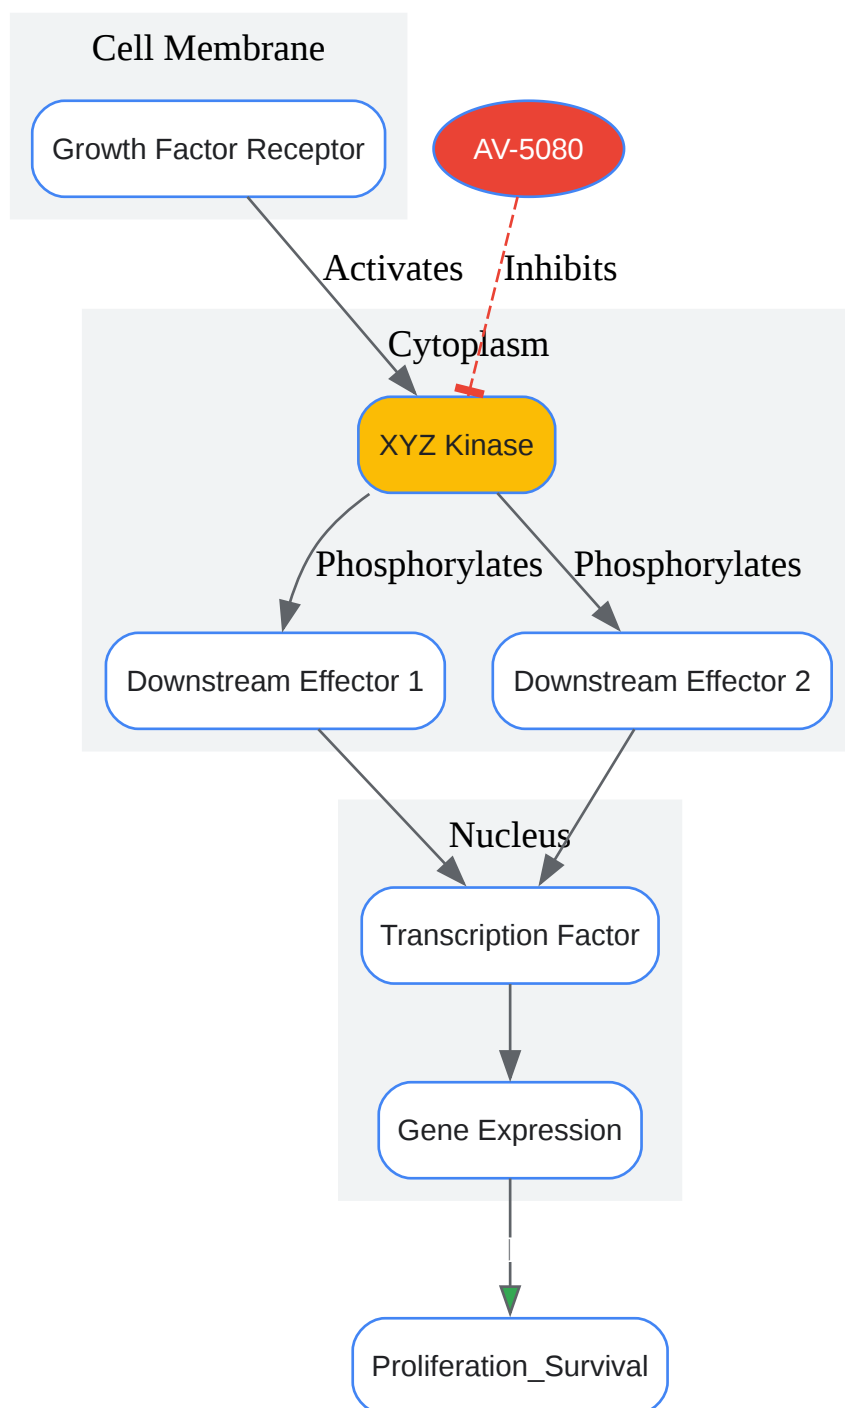 Cell Membrane
Growth Factor Receptor
AV-5080
Activates
Inhibits
Cytoplasm
XYZ Kinase
Phosphorylates
Phosphorylates
Downstream Effector 1
Downstream Effector 2
Nucleus
Transcription Factor
Gene Expression
Proliferation_Survival